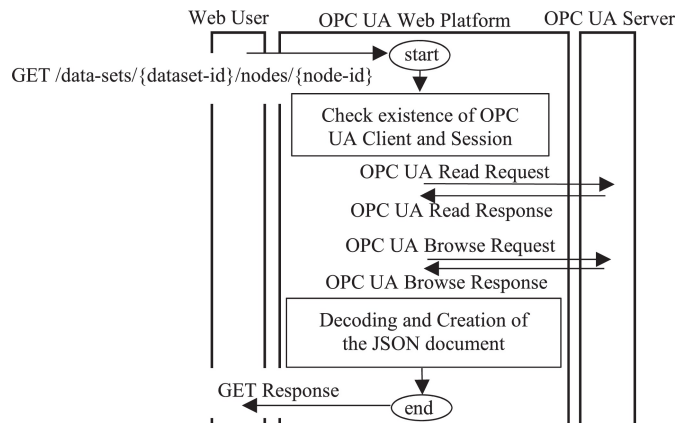 Web User
OPC UA Web Platform
OPC UA Server
start
GET /data-sets/{dataset-id}/nodes/{node-id}
Check existence of OPC
UA Client and Session
OPC UA Read Request
OPC UA Read Response
OPC UA Browse Request
OPC UA Browse Response
Decoding and Creation of
the JSON document
GET Response
end